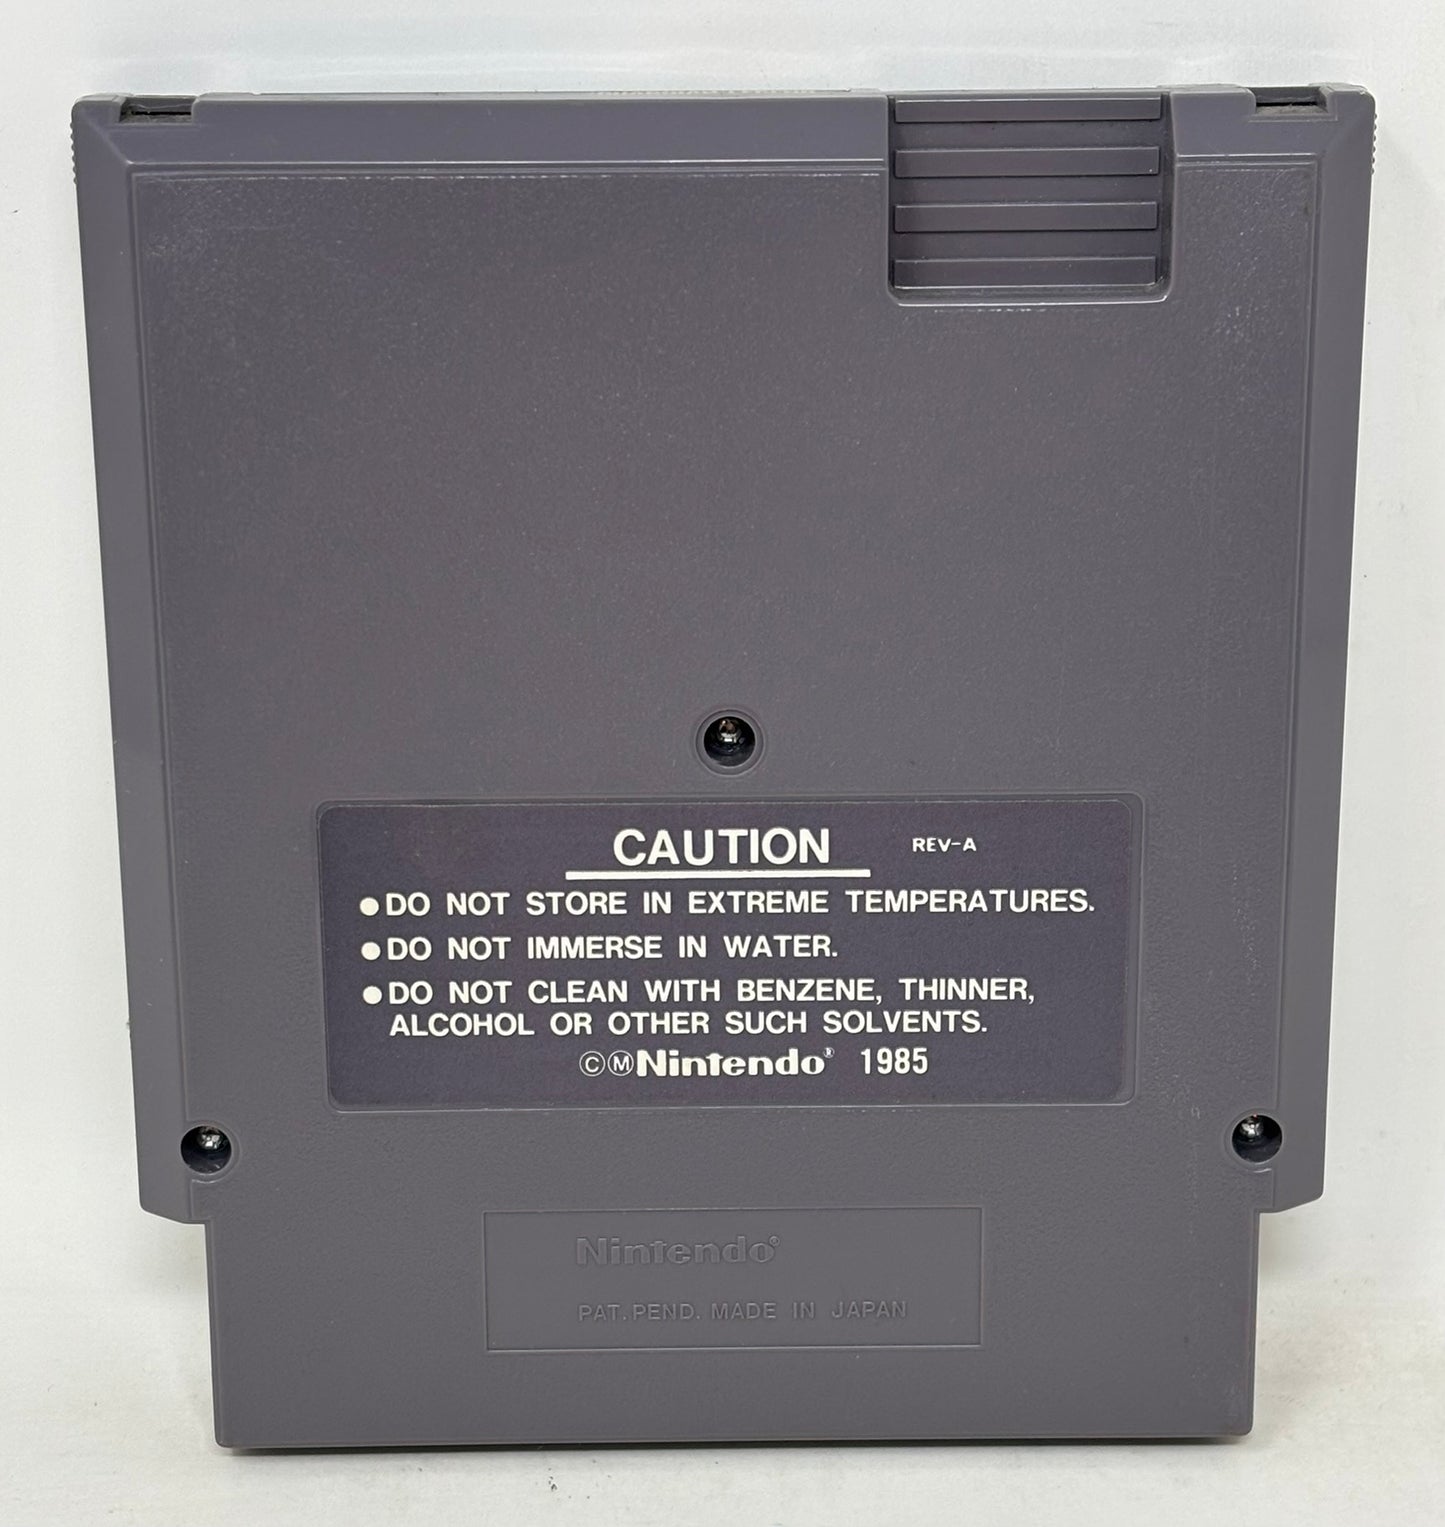 CAUTION REV-A
●DO NOT STORE IN EXTREME TEMPERATURES.
●DO NOT IMMERSE IN WATER.
●DO NOT CLEAN WITH BENZENE, THINNER,
ALCOHOL OR OTHER SUCH SOLVENTS.
ⒸⓂNintendo® 1985
Nintendo®
PAT. PEND. MADE IN JAPAN